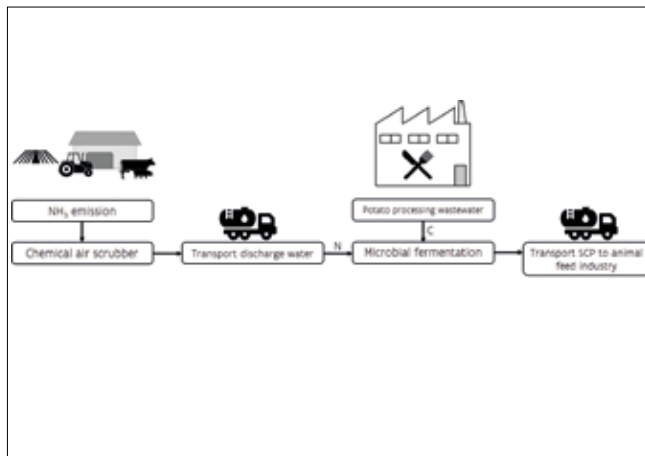 NH₃ emission
Potato processing wastewater
C
Chemical air scrubber
Transport discharge water
N
Microbial fermentation
Transport SCP to animal
feed industry